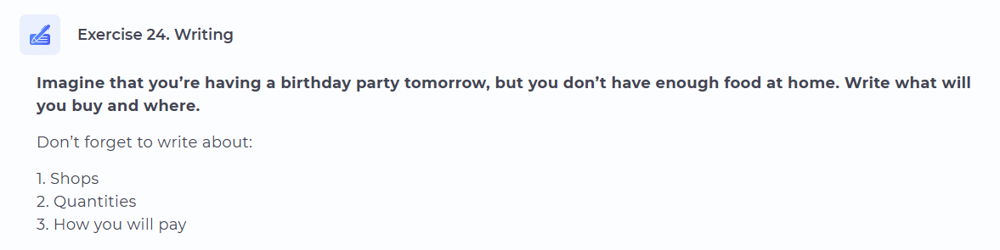 Exercise 24. Writing
Imagine that you’re having a birthday party tomorrow, but you don’t have enough food at home. Write what will
you buy and where.
Don’t forget to write about:
1. Shops
2. Quantities
3. How you will pay